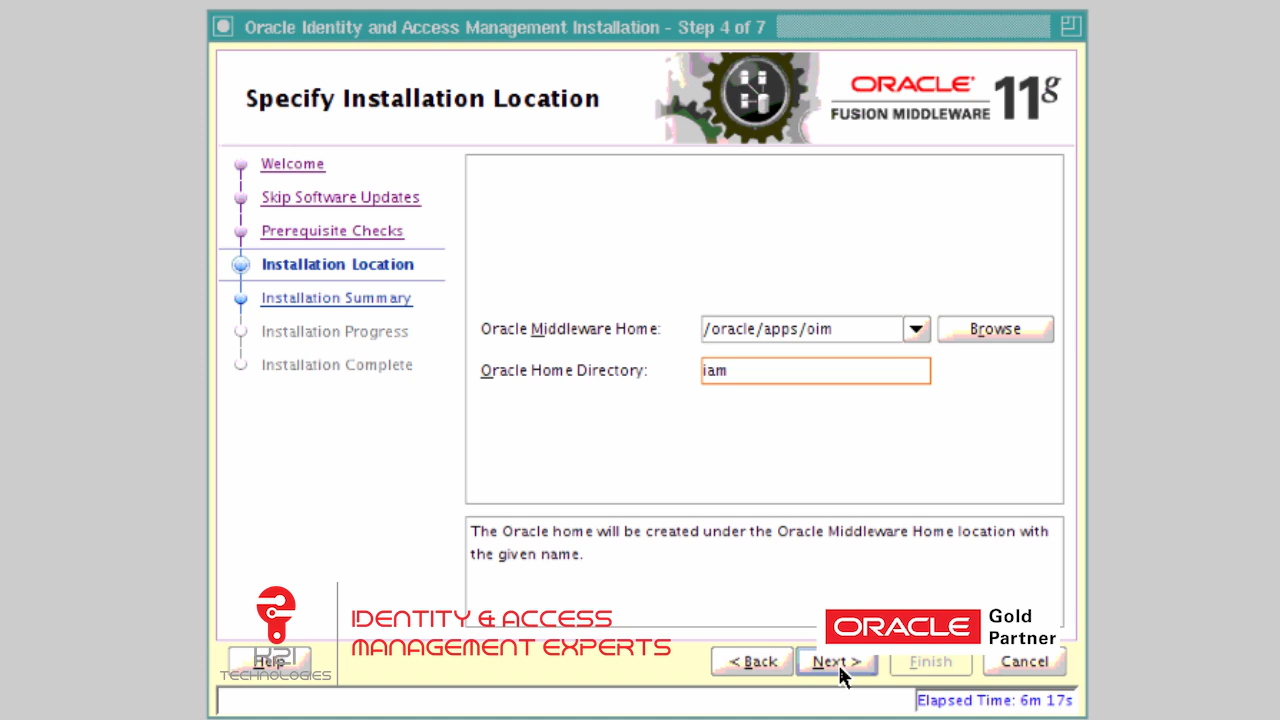 Oracle Identity and Access Management Installation - Step 4 of 7
Specify Installation Location
ORACLE
FUSION MIDDLEWARE 11g
Welcome
Skip Software Updates
Prerequisite Checks
Installation Location
Installation Summary
Installation Progress
Installation Complete
Oracle Middleware Home: /oracle/apps/oim Browse
Oracle Home Directory: iam
The Oracle home will be created under the Oracle Middleware Home location with
the given name.
IDENTITY & ACCESS
MANAGEMENT EXPERTS
K21
TECHNOLOGIES
ORACLE Gold
Partner
Help < Back Next > Finish Cancel
Elapsed Time: 6m 17s